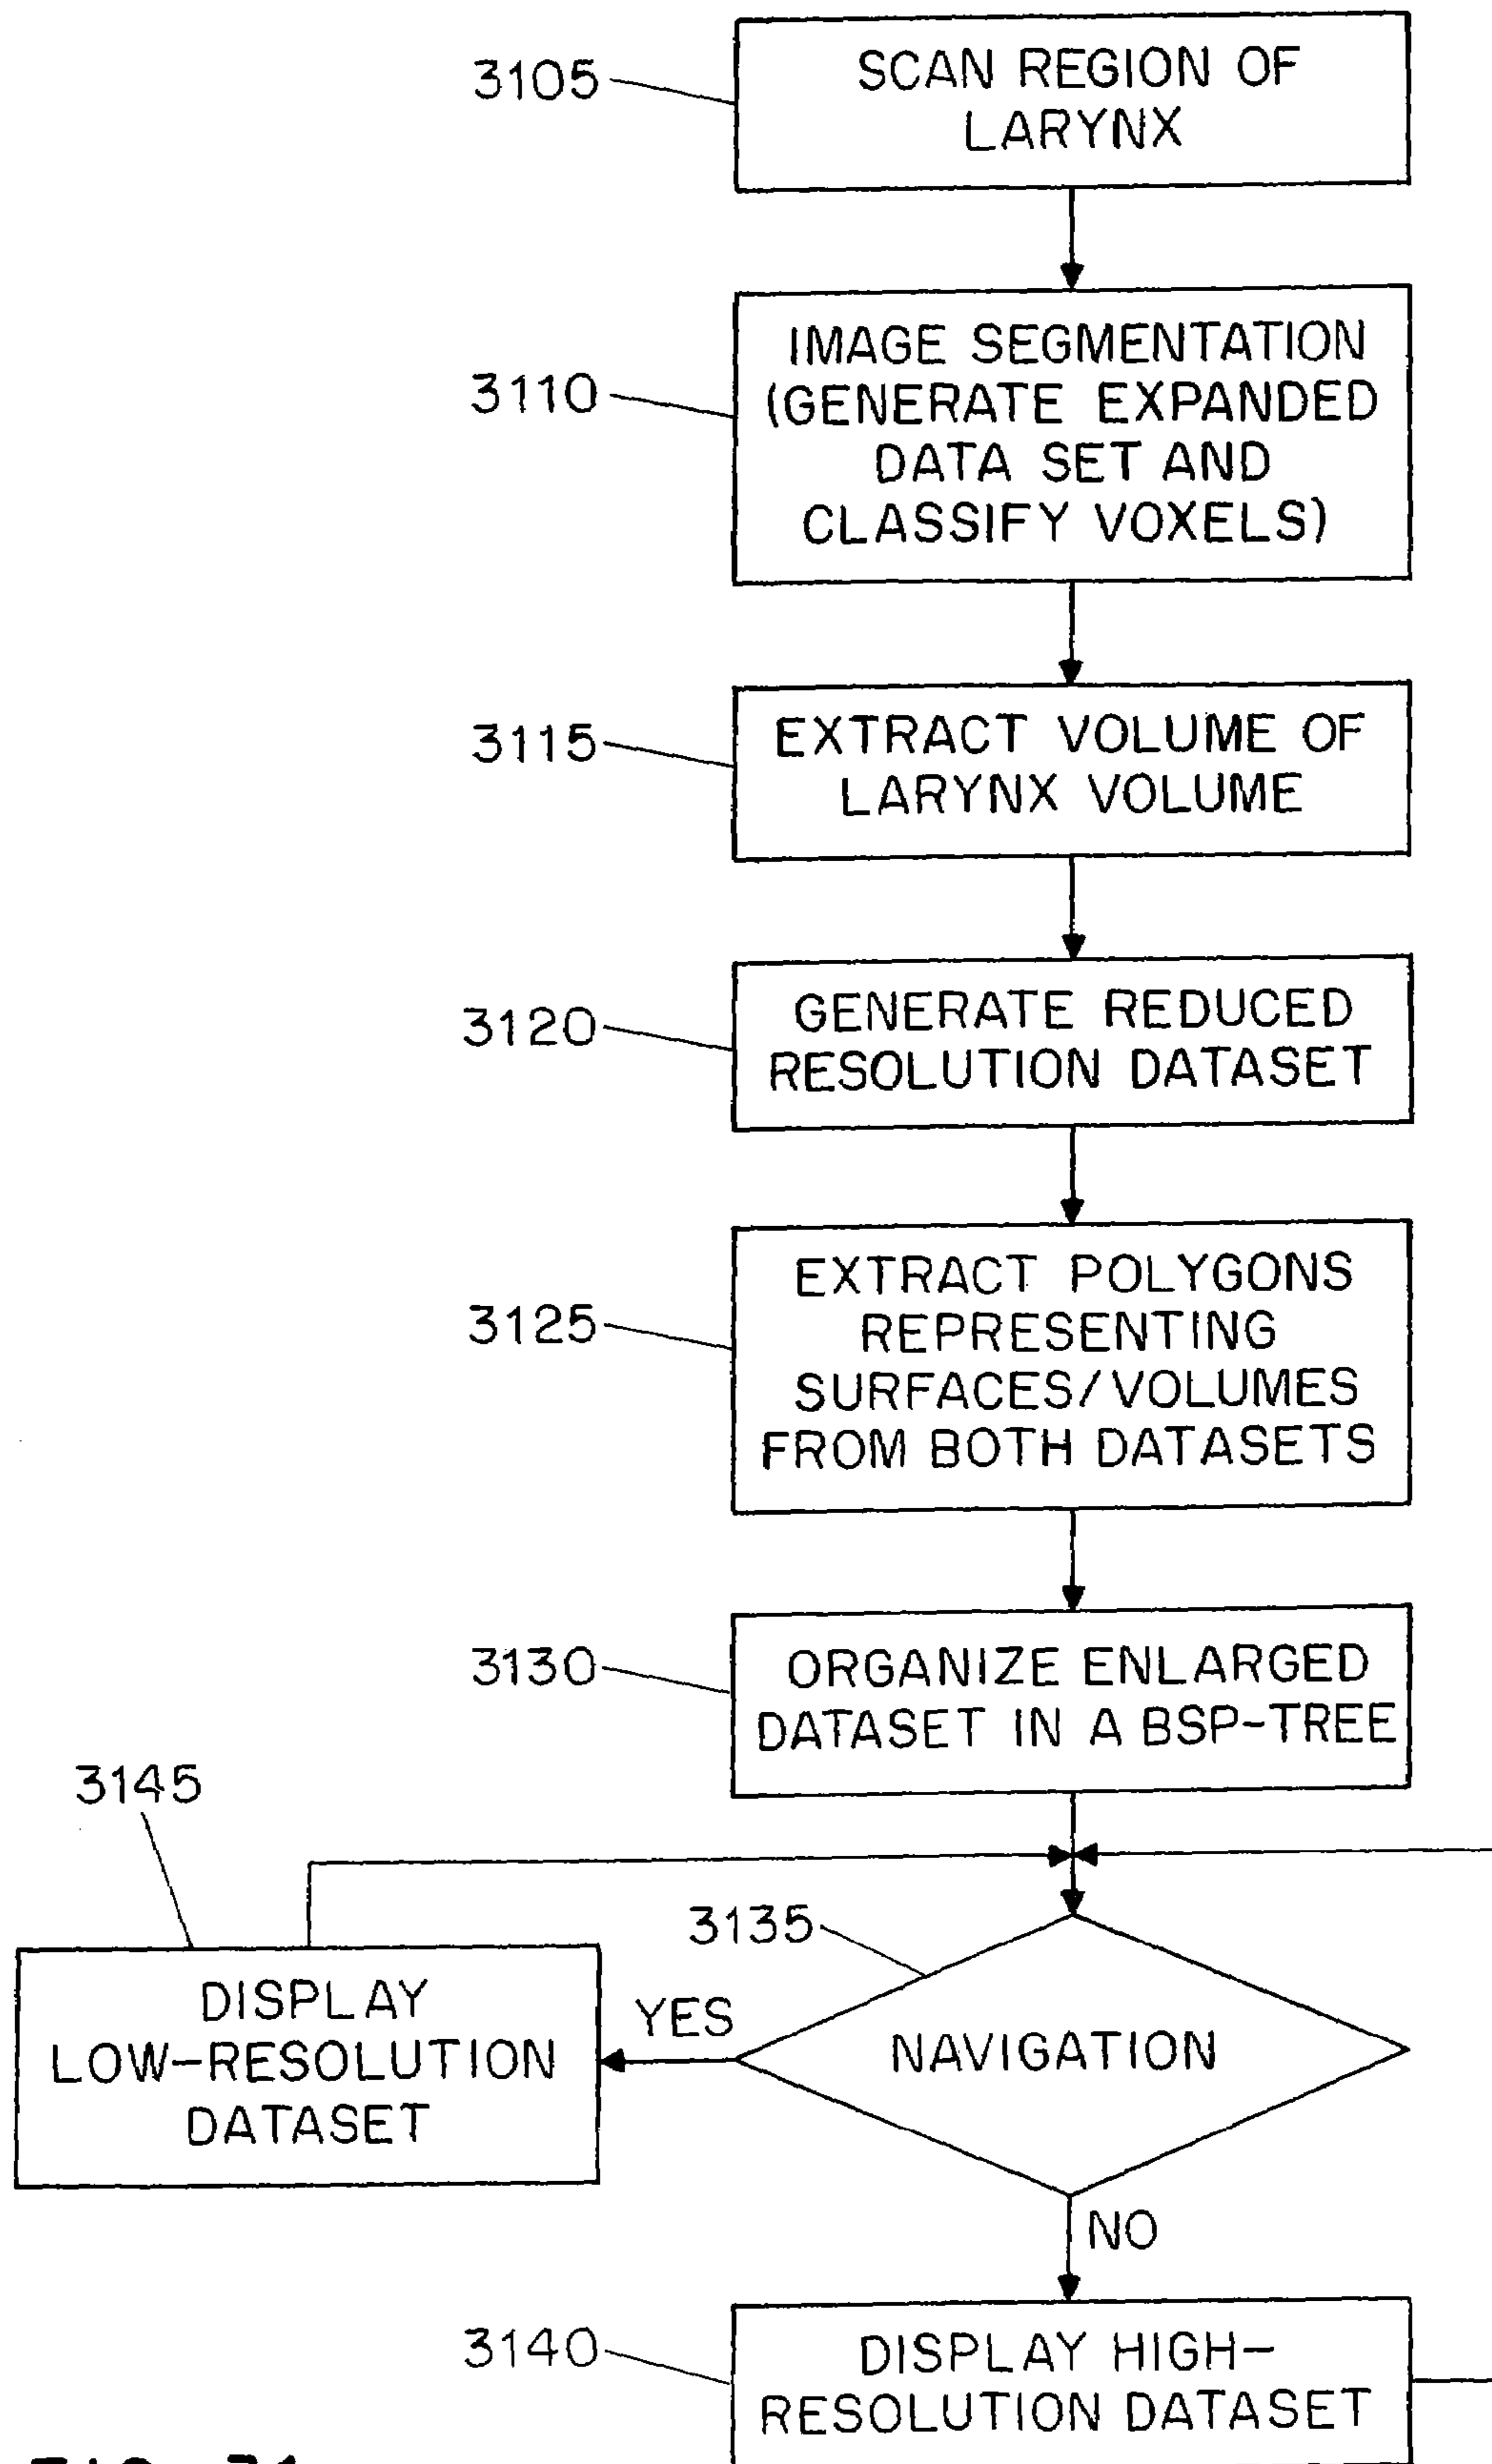 3105
SCAN REGION OF
LARYNX
3110
IMAGE SEGMENTATION
(GENERATE EXPANDED
DATA SET AND
CLASSIFY VOXELS)
3115
EXTRACT VOLUME OF
LARYNX VOLUME
3120
GENERATE REDUCED
RESOLUTION DATASET
3125
EXTRACT POLYGONS
REPRESENTING
SURFACES/VOLUMES
FROM BOTH DATASETS
3130
ORGANIZE ENLARGED
DATASET IN A BSP-TREE
3145
DISPLAY
LOW-RESOLUTION
DATASET
3135
YES
NAVIGATION
NO
3140
DISPLAY HIGH-
RESOLUTION DATASET